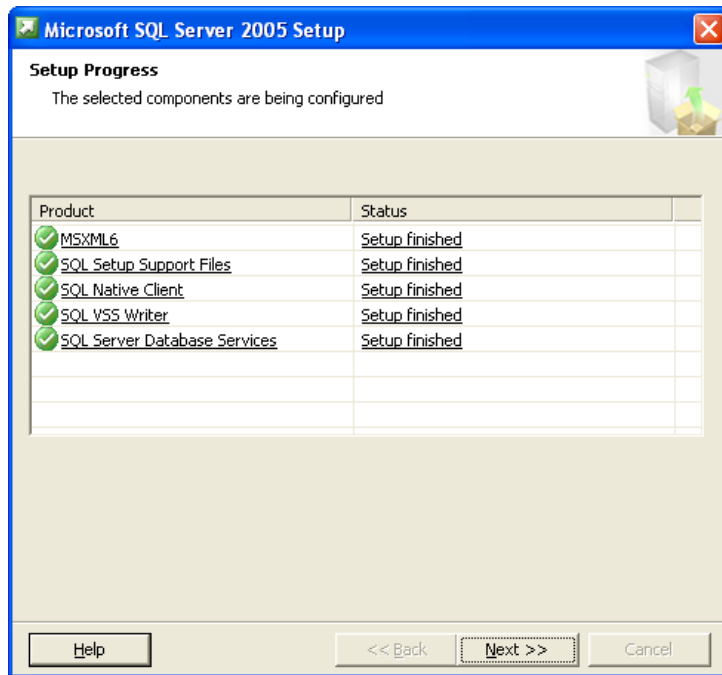 Microsoft SQL Server 2005 Setup
Setup Progress
The selected components are being configured
Product Status
MSXML6 Setup finished
SQL Setup Support Files Setup finished
SQL Native Client Setup finished
SQL VSS Writer Setup finished
SQL Server Database Services Setup finished
Help << Back Next >> Cancel